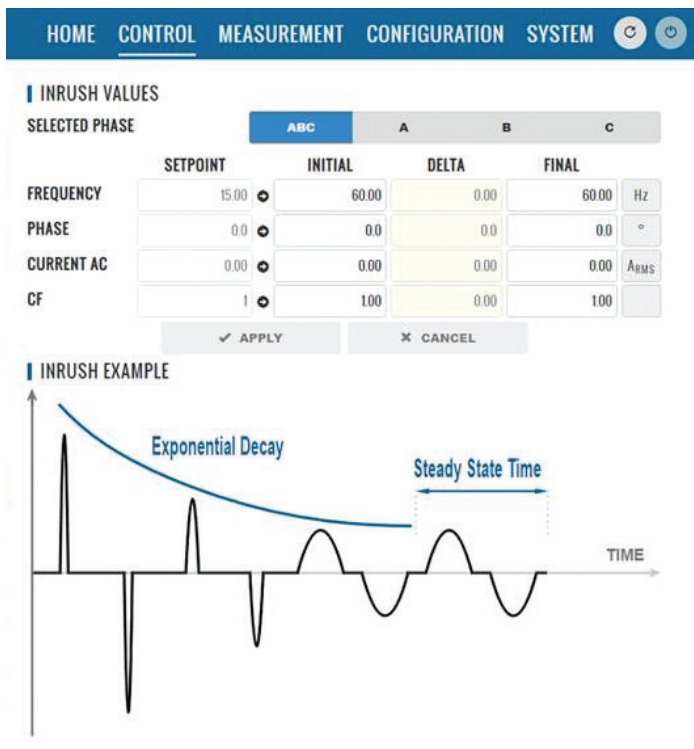 HOME CONTROL MEASUREMENT CONFIGURATION SYSTEM
INRUSH VALUES
SELECTED PHASE ABC A B C
SETPOINT INITIAL DELTA FINAL
FREQUENCY 15.00 60.00 0.00 60.00 Hz
PHASE 0.0 0.0 0.0 0.0 °
CURRENT AC 0.00 0.00 0.00 0.00 ARMS
CF 1 1.00 0.00 1.00
APPLY CANCEL
INRUSH EXAMPLE
Exponential Decay
Steady State Time
TIME